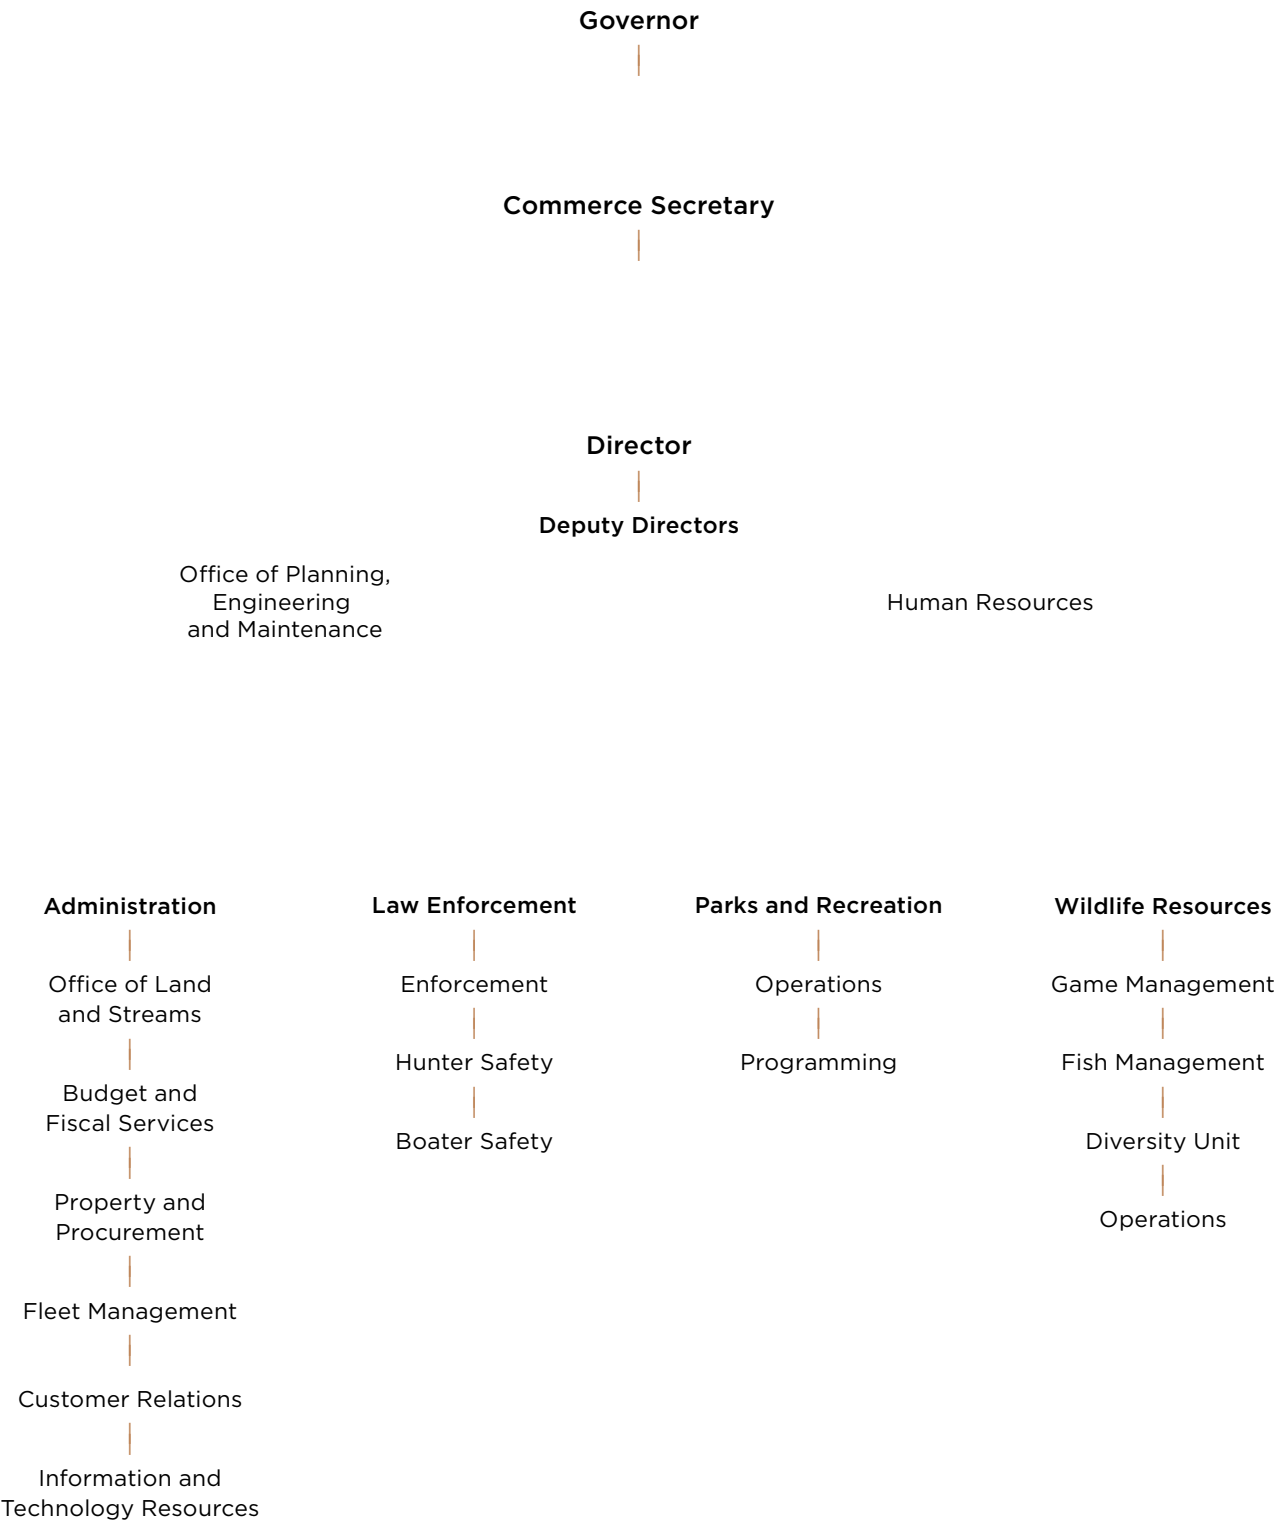 Governor
Commerce Secretary
Director
Deputy Directors
Office of Planning,
Engineering
and Maintenance
Human Resources
Administration
Office of Land
and Streams
Budget and
Fiscal Services
Property and
Procurement
Fleet Management
Customer Relations
Information and
Technology Resources
Law Enforcement
Enforcement
Hunter Safety
Boater Safety
Parks and Recreation
Operations
Programming
Wildlife Resources
Game Management
Fish Management
Diversity Unit
Operations